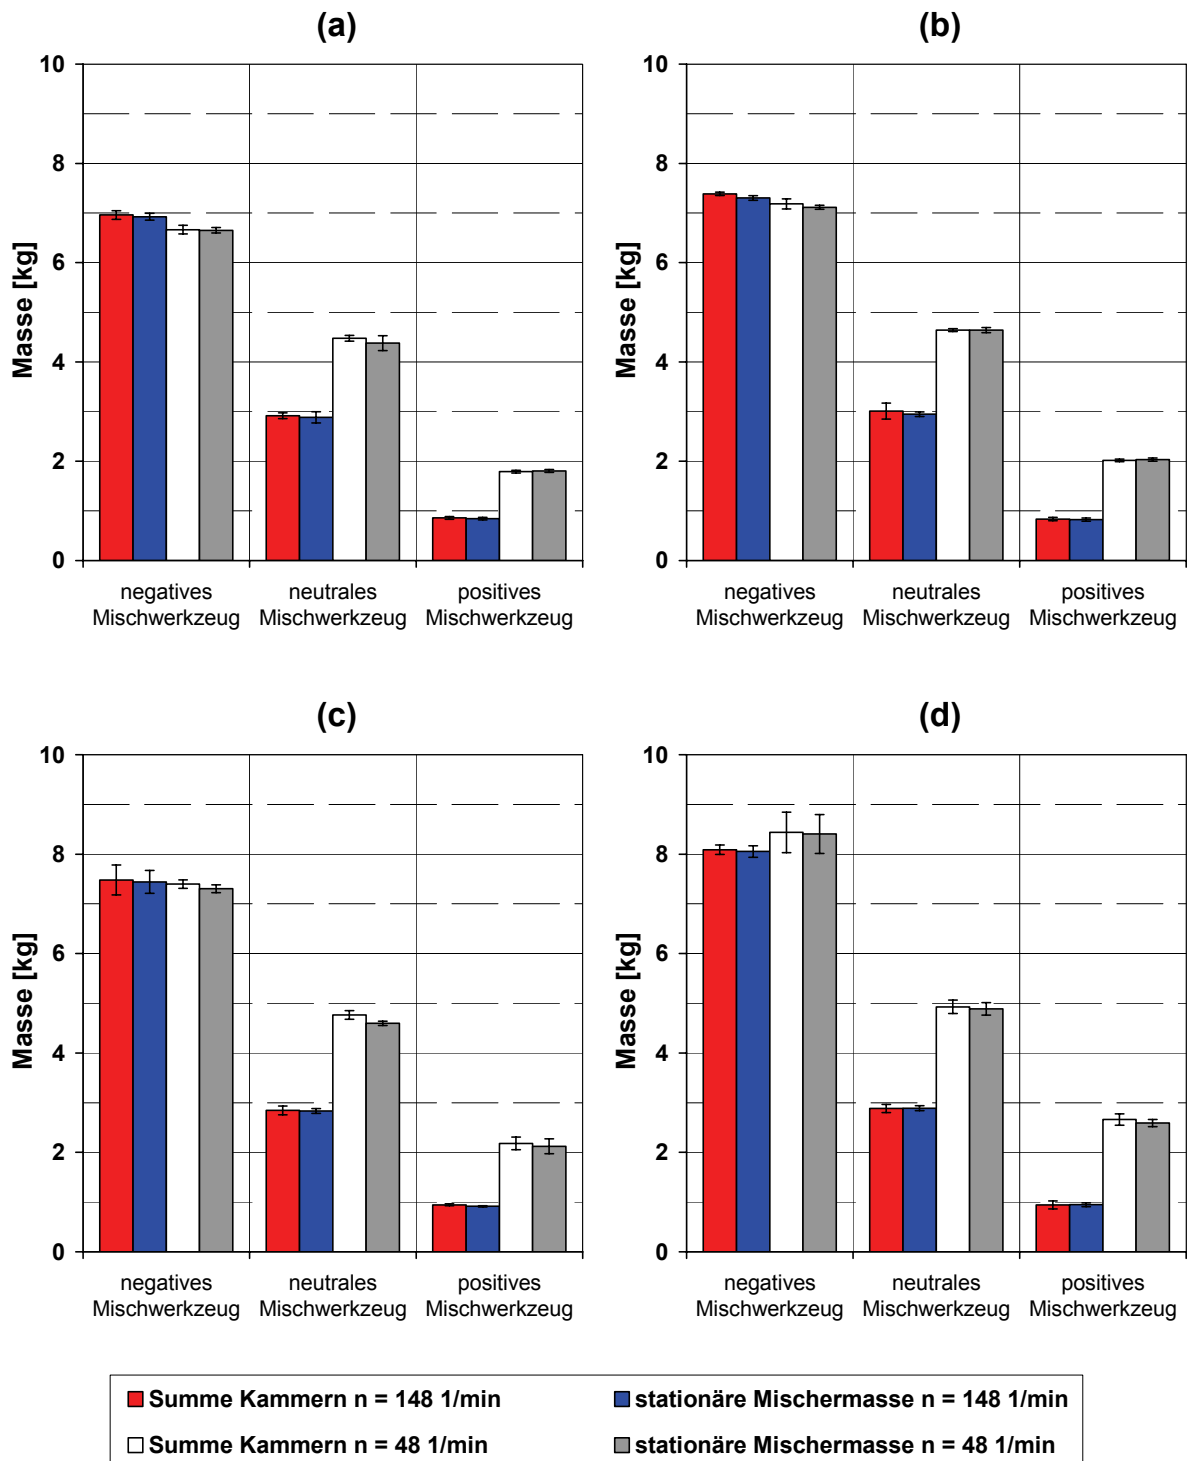 (a)
Masse [kg]
10
8
6
4
2
0
negatives
Mischwerkzeug
neutrales
Mischwerkzeug
positives
Mischwerkzeug
(b)
Masse [kg]
10
8
6
4
2
0
negatives
Mischwerkzeug
neutrales
Mischwerkzeug
positives
Mischwerkzeug
(c)
Masse [kg]
10
8
6
4
2
0
negatives
Mischwerkzeug
neutrales
Mischwerkzeug
positives
Mischwerkzeug
(d)
Masse [kg]
10
8
6
4
2
0
negatives
Mischwerkzeug
neutrales
Mischwerkzeug
positives
Mischwerkzeug
Summe Kammern n = 148 1/min
stationäre Mischermasse n = 148 1/min
Summe Kammern n = 48 1/min
stationäre Mischermasse n = 48 1/min